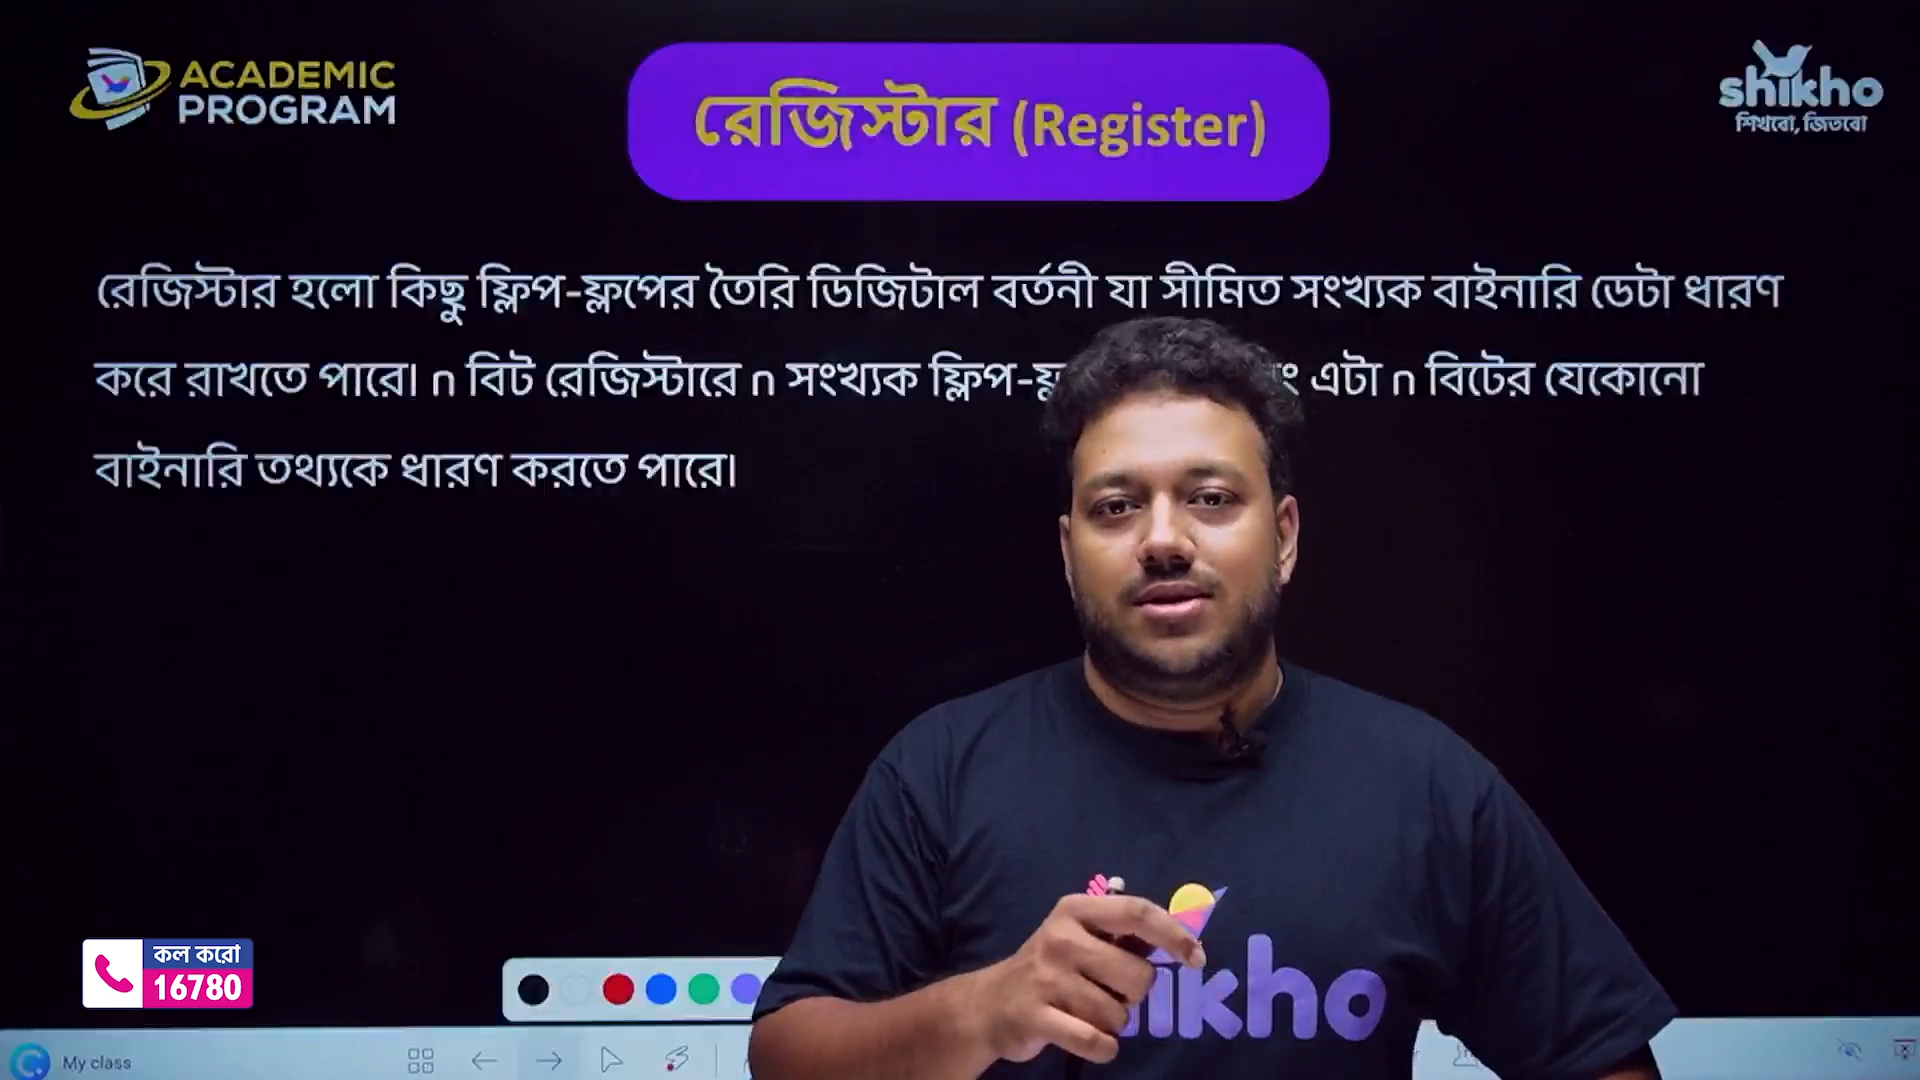 ACADEMIC
PROGRAM
রেজিস্টার (Register)
shikho
শিখবো, জিতবো
রেজিস্টার হলো কিছু ফ্লিপ-ফ্লপের তৈরি ডিজিটাল বর্তনী যা সীমিত সংখ্যক বাইনারি ডেটা ধারণ
করে রাখতে পারে। n বিট রেজিস্টারে n সংখ্যক ফ্লিপ- এটা n বিটের যেকোনো
বাইনারি তথ্যকে ধারণ করতে পারে।
কল করো
16780
ikho
My class